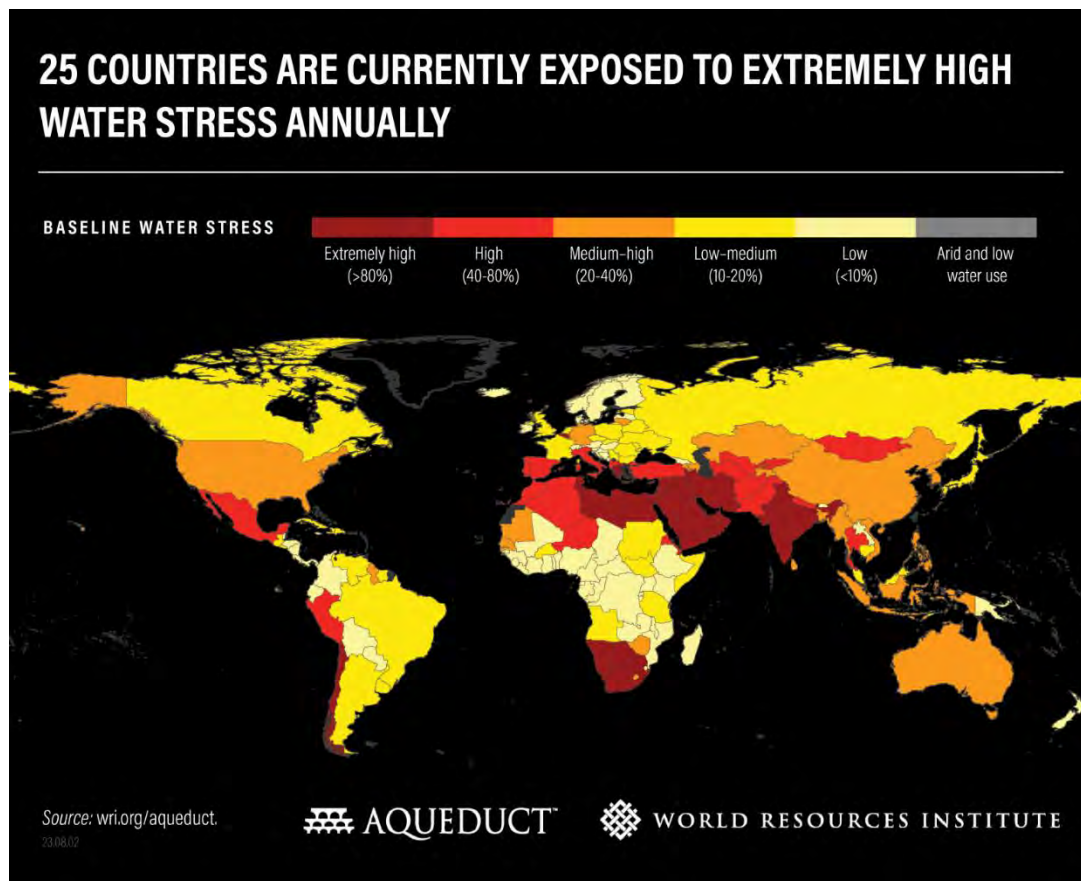 25 COUNTRIES ARE CURRENTLY EXPOSED TO EXTREMELY HIGH
WATER STRESS ANNUALLY
BASELINE WATER STRESS
Extremely high
(>80%)
High
(40-80%)
Medium–high
(20-40%)
Low–medium
(10-20%)
Low
(<10%)
Arid and low
water use
Source: wri.org/aqueduct.
23.08.02
AQUEDUCT™
WORLD RESOURCES INSTITUTE